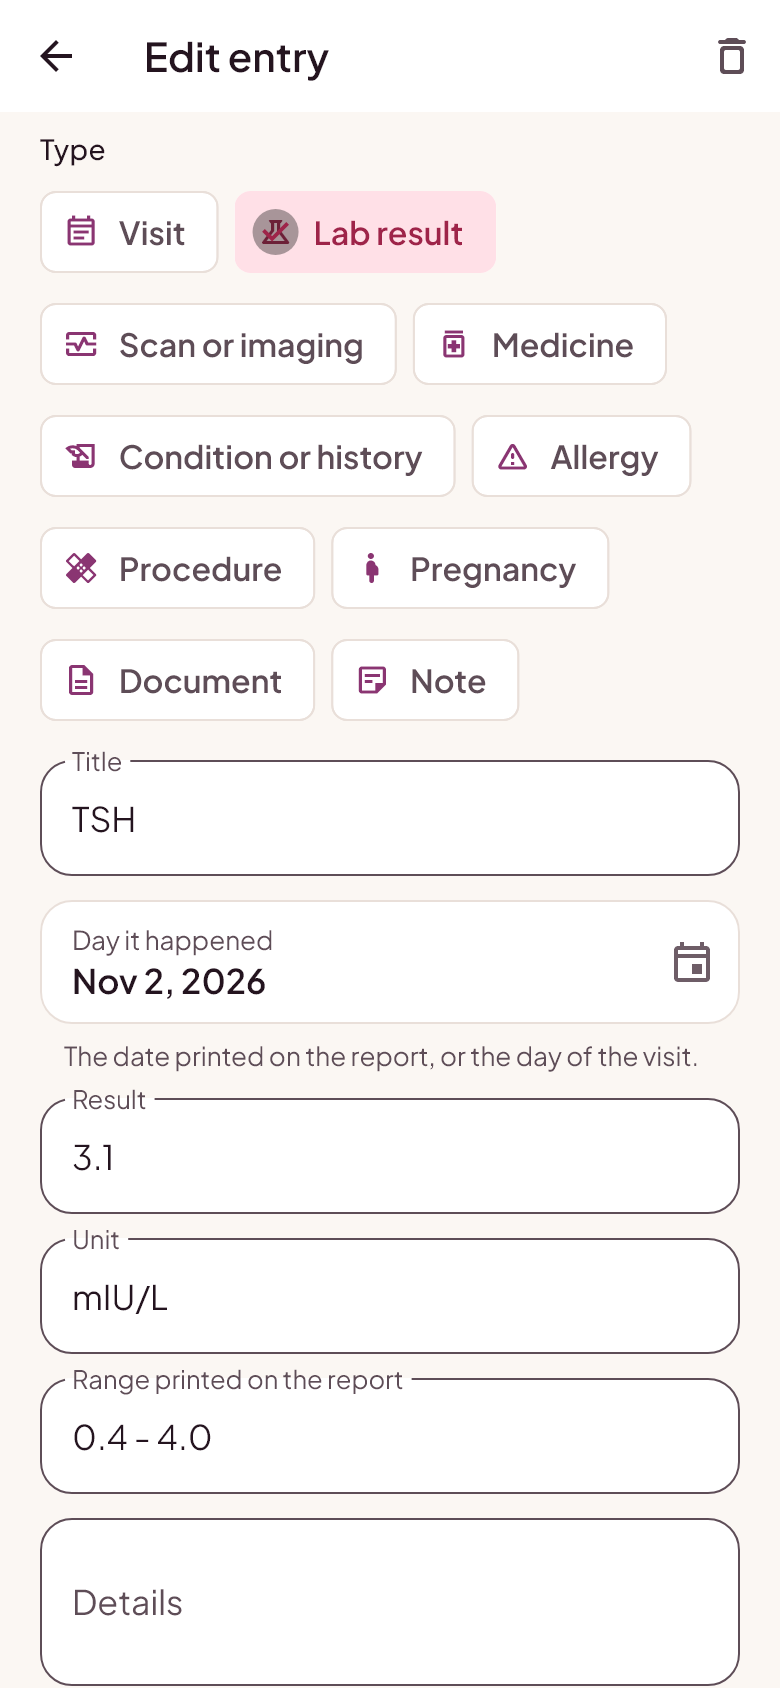 Edit entry
Type
Visit
Lab result
Scan or imaging
Medicine
Condition or history
Allergy
Procedure
Pregnancy
Document
Note
Title
TSH
Day it happened
Nov 2, 2026
The date printed on the report, or the day of the visit.
Result
3.1
Unit
mIU/L
Range printed on the report
0.4 - 4.0
Details